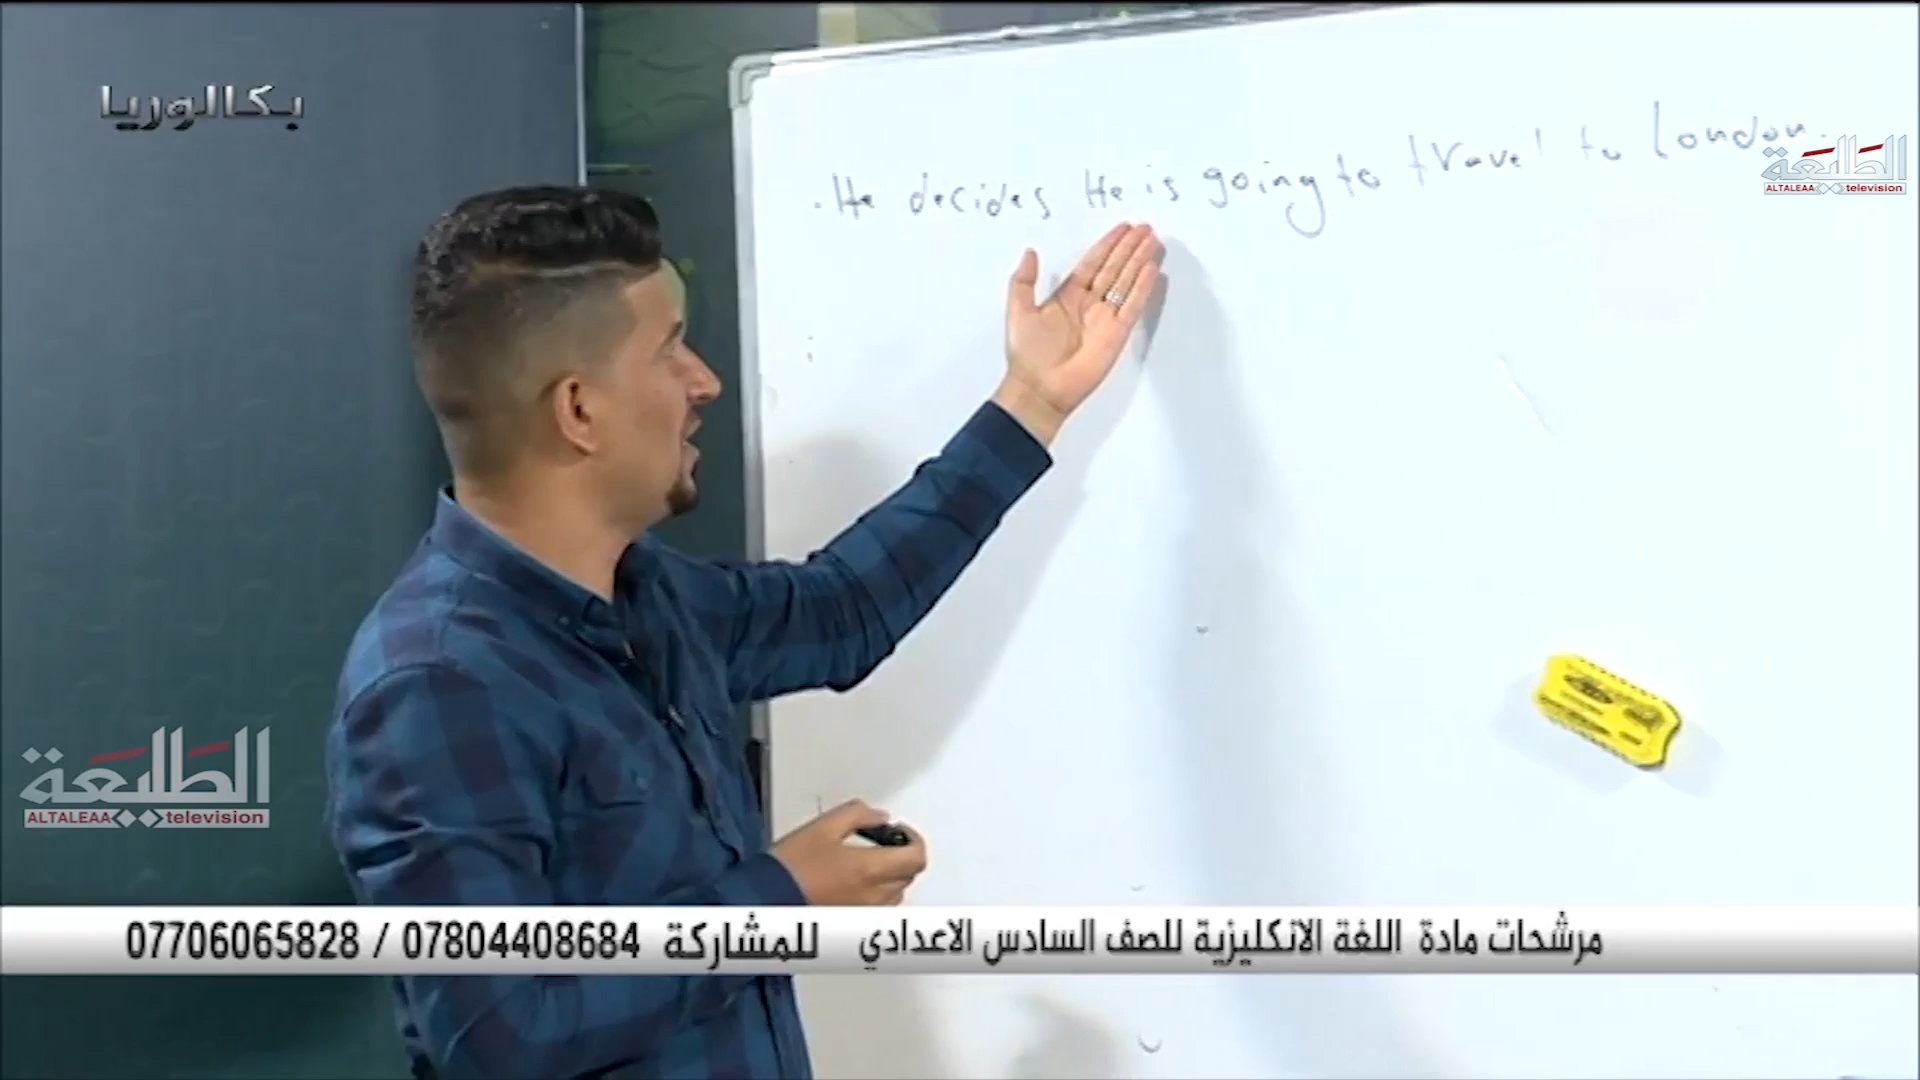 بكالوريا
. He decides He is going to travel to London.
الطليعة
ALTALEAA television
الطليعة
ALTALEAA television
مرشحات مادة اللغة الانكليزية للصف السادس الاعدادي للمشاركة 07804408684 / 07706065828